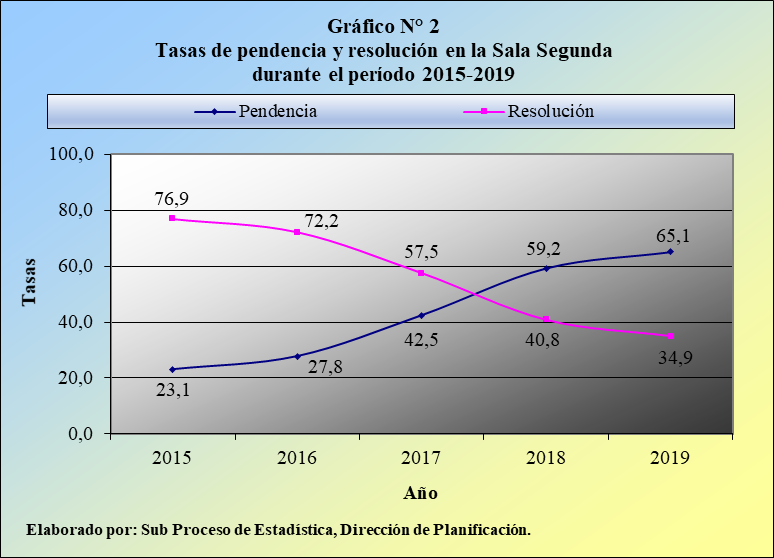 Gráfico N° 2
Tasas de pendencia y resolución en la Sala Segunda
durante el período 2015-2019
Pendencia Resolución
100,0
80,0
60,0
40,0
20,0
0,0
Tasas
76,9
72,2
57,5
59,2
65,1
23,1
27,8
42,5
40,8
34,9
2015 2016 2017 2018 2019
Año
Elaborado por: Sub Proceso de Estadística, Dirección de Planificación.